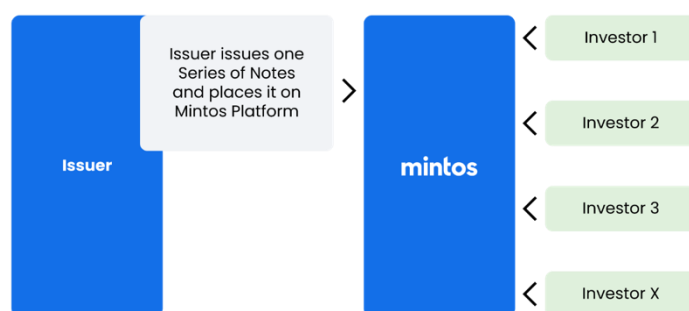 Issuer issues one
Series of Notes
and places it on
Mintos Platform
Issuer
mintos
Investor 1
Investor 2
Investor 3
Investor X